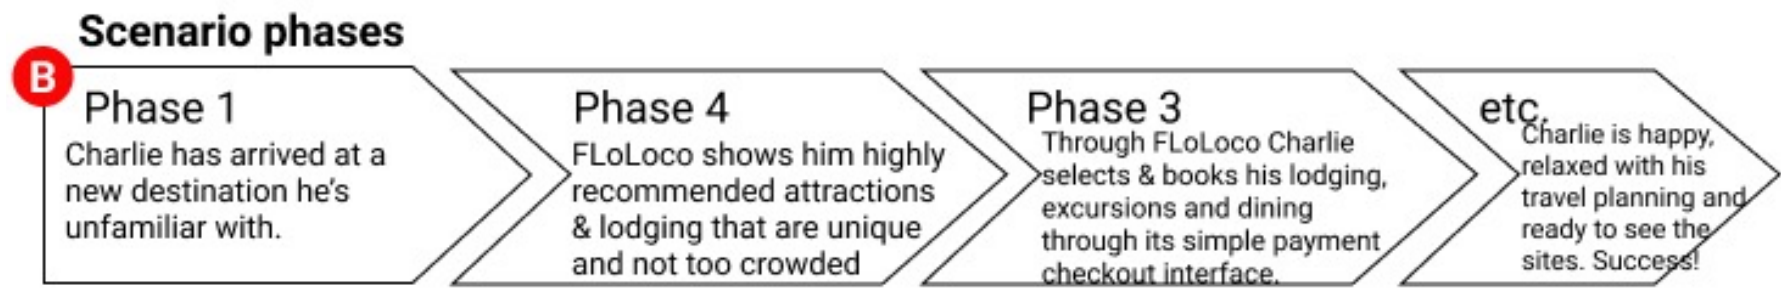 Scenario phases
B
Phase 1
Charlie has arrived at a
new destination he's
unfamiliar with.
Phase 4
FLoLoco shows him highly
recommended attractions
& lodging that are unique
and not too crowded
Phase 3
Through FLoLoco Charlie
selects & books his lodging,
excursions and dining
through its simple payment
checkout interface.
etc.
Charlie is happy,
relaxed with his
travel planning and
ready to see the
sites. Success!